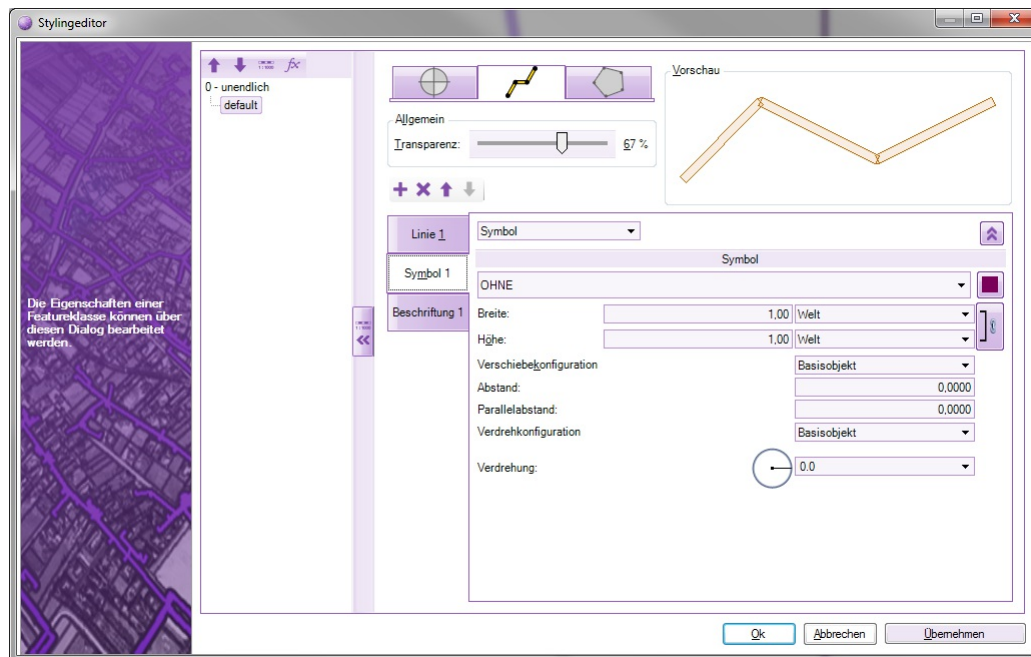 Stylingeditor
Die Eigenschaften einer
Featureklasse können über
diesen Dialog bearbeitet
werden.
fx
0 - unendlich
default
Allgemein
Transparenz: 67 %
Vorschau
Linie 1
Symbol 1
Beschriftung 1
Symbol
Symbol
OHNE
Breite: 1,00 Welt
Höhe: 1,00 Welt
Verschiebekonfiguration Basisobjekt
Abstand: 0,0000
Parallelabstand: 0,0000
Verdrehkonfiguration Basisobjekt
Verdrehung: 0.0
Ok Abbrechen Übernehmen